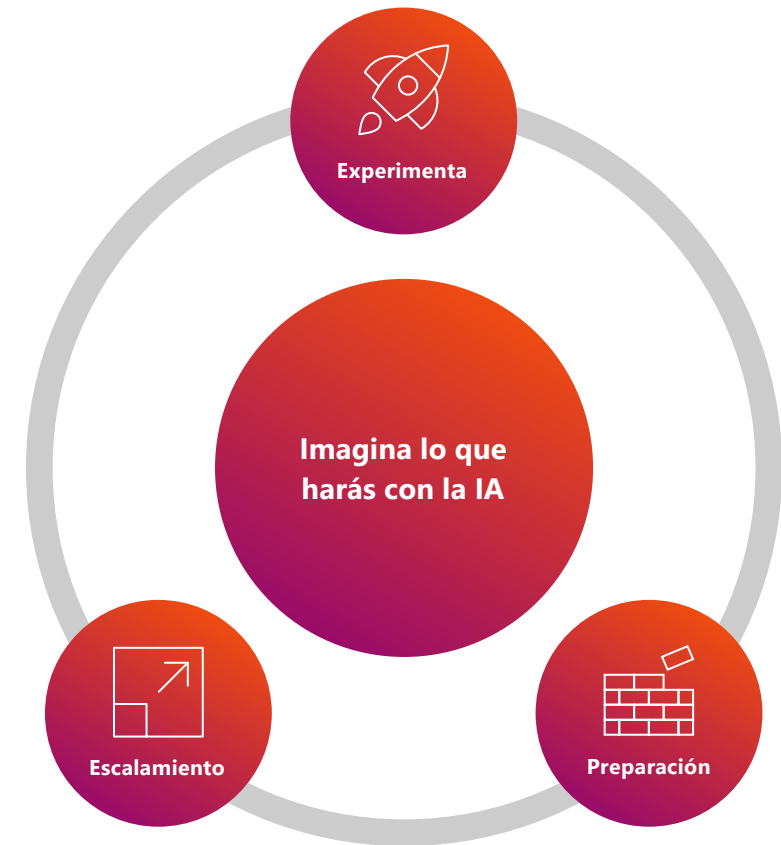 Experimenta
Imagina lo que
harás con la IA
Escalamiento
Preparación